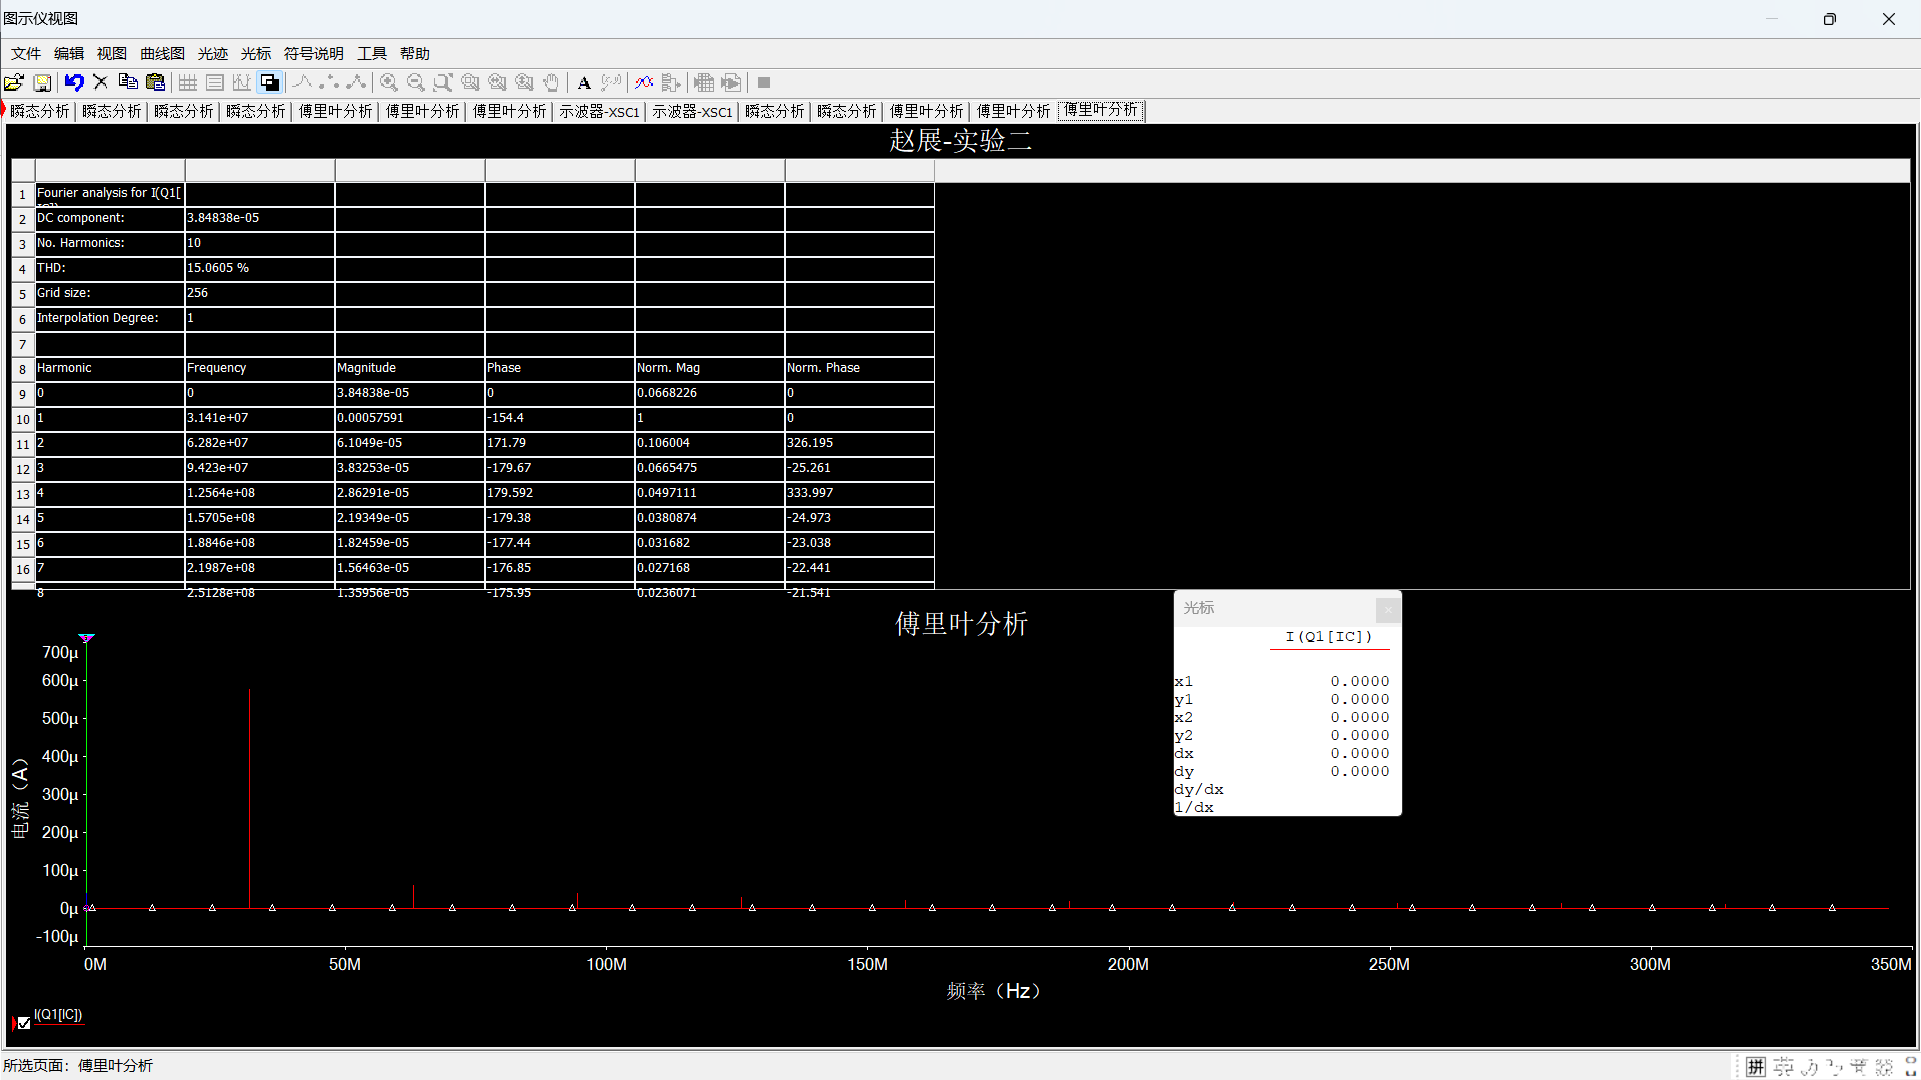 图示仪视图
文件 编辑 视图 曲线图 光迹 光标 符号说明 工具 帮助
瞬态分析 瞬态分析 瞬态分析 瞬态分析 傅里叶分析 傅里叶分析 傅里叶分析 示波器-XSC1 示波器-XSC1 瞬态分析 瞬态分析 傅里叶分析 傅里叶分析 傅里叶分析
赵展-实验二
1 Fourier analysis for I(Q1[
2 DC component: 3.84838e-05
3 No. Harmonics: 10
4 THD: 15.0605 %
5 Grid size: 256
6 Interpolation Degree: 1
7
8 Harmonic Frequency Magnitude Phase Norm. Mag Norm. Phase
9 0 0 3.84838e-05 0 0.0668226 0
10 1 3.141e+07 0.00057591 -154.4 1 0
11 2 6.282e+07 6.1049e-05 171.79 0.106004 326.195
12 3 9.423e+07 3.83253e-05 -179.67 0.0665475 -25.261
13 4 1.2564e+08 2.86291e-05 179.592 0.0497111 333.997
14 5 1.5705e+08 2.19349e-05 -179.38 0.0380874 -24.973
15 6 1.8846e+08 1.82459e-05 -177.44 0.031682 -23.038
16 7 2.1987e+08 1.56463e-05 -176.85 0.027168 -22.441
8 2.5128e+08 1.35956e-05 -175.95 0.0236071 -21.541
傅里叶分析
光标
I(Q1[IC])
x1 0.0000
y1 0.0000
x2 0.0000
y2 0.0000
dx 0.0000
dy 0.0000
dy/dx
1/dx
700μ
600μ
500μ
400μ
300μ
200μ
100μ
0μ
-100μ
电流（A）
0M 50M 100M 150M 200M 250M 300M 350M
频率（Hz）
I(Q1[IC])
所选页面：傅里叶分析
拼